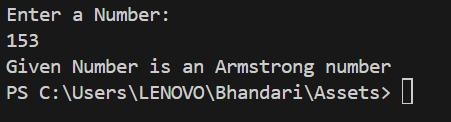 Enter a Number:
153
Given Number is an Armstrong number
PS C:\Users\LENOVO\Bhandari\Assets>